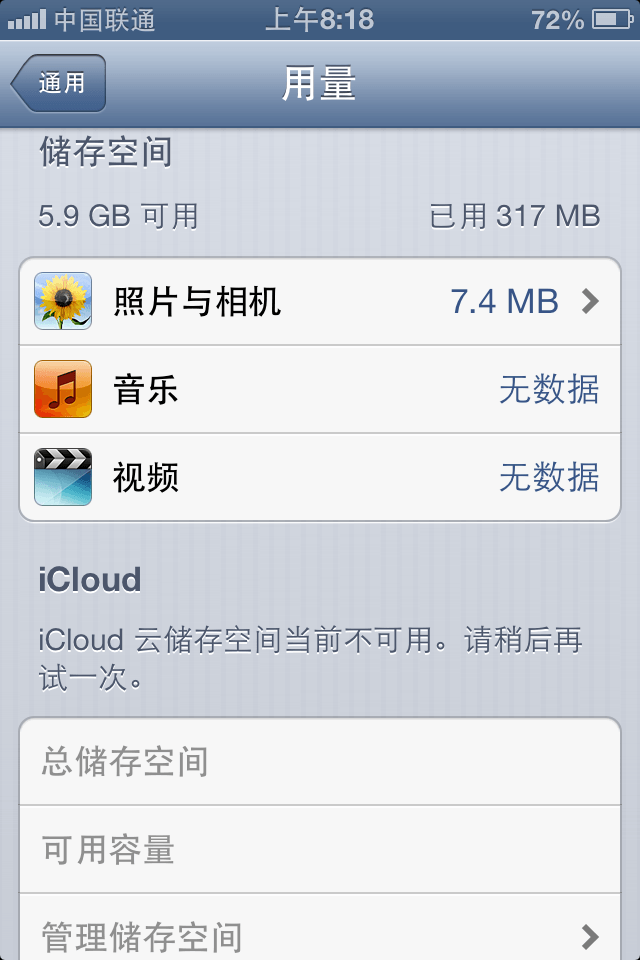 中国联通 上午8:18 72%
通用 用量
储存空间
5.9 GB 可用 已用 317 MB
照片与相机 7.4 MB
音乐 无数据
视频 无数据
iCloud
iCloud 云储存空间当前不可用。请稍后再
试一次。
总储存空间
可用容量
管理储存空间